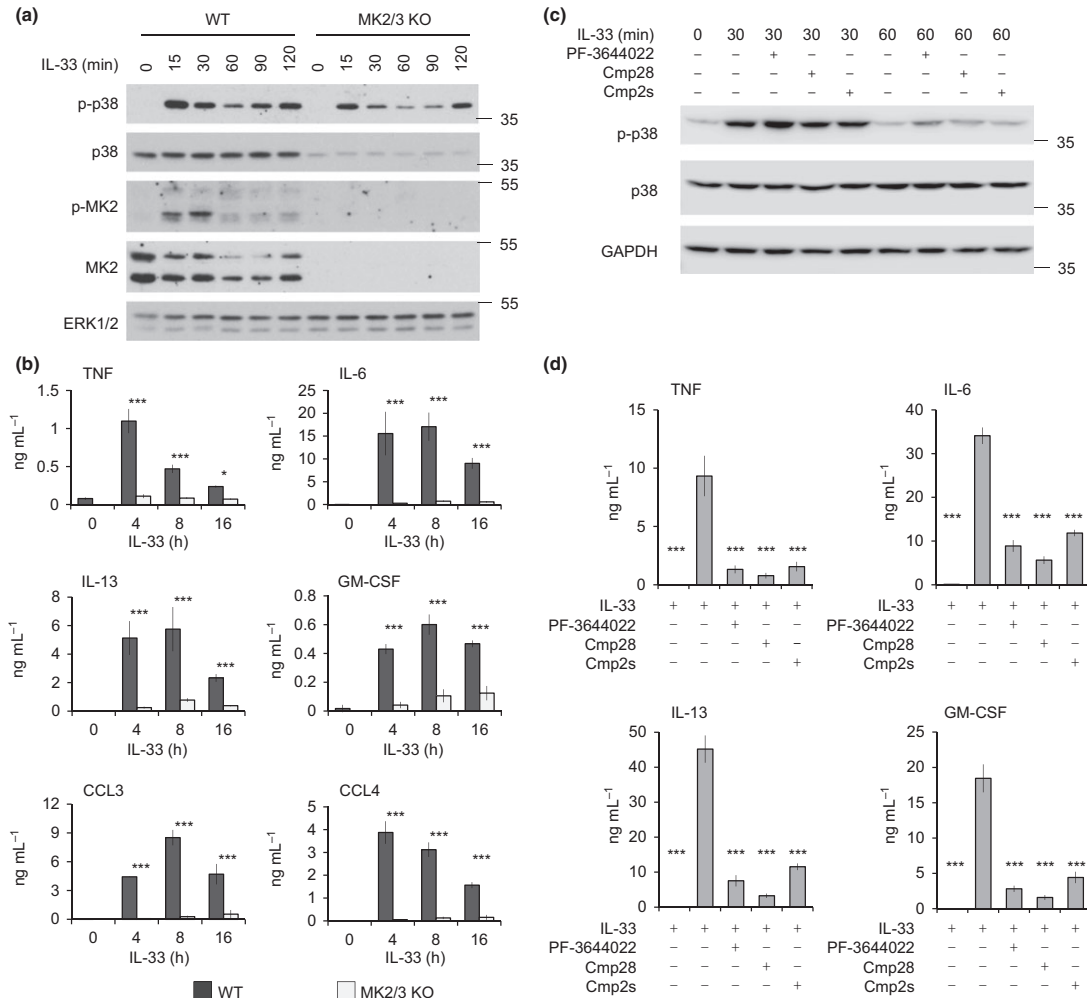 (a)
WT MK2/3 KO
IL-33 (min) 0 15 30 60 90 120 0 15 30 60 90 120
p-p38
35
p38
35
55
p-MK2
55
MK2
55
ERK1/2
(b)
TNF
ng mL⁻¹
1.5
1
0.5
0
*** *** *
0 4 8 16
IL-33 (h)
IL-6
ng mL⁻¹
25
20
15
10
5
0
*** *** ***
0 4 8 16
IL-33 (h)
IL-13
ng mL⁻¹
8
6
4
2
0
*** *** ***
0 4 8 16
IL-33 (h)
GM-CSF
ng mL⁻¹
0.8
0.6
0.4
0.2
0
*** *** ***
0 4 8 16
IL-33 (h)
CCL3
ng mL⁻¹
12
9
6
3
0
*** *** ***
0 4 8 16
IL-33 (h)
CCL4
ng mL⁻¹
5
4
3
2
1
0
*** *** ***
0 4 8 16
IL-33 (h)
WT MK2/3 KO
(c)
IL-33 (min) 0 30 30 30 30 60 60 60 60
PF-3644022 – – + – – – + – –
Cmp28 – – – + – – – + –
Cmp2s – – – – + – – – +
p-p38
35
p38
35
GAPDH
35
(d)
TNF
ng mL⁻¹
15
10
5
0
*** *** *** ***
IL-33 + + + + +
PF-3644022 – – + – –
Cmp28 – – – + –
Cmp2s – – – – +
IL-6
ng mL⁻¹
40
30
20
10
0
*** *** *** ***
IL-33 + + + + +
PF-3644022 – – + – –
Cmp28 – – – + –
Cmp2s – – – – +
IL-13
ng mL⁻¹
50
40
30
20
10
0
*** *** *** ***
IL-33 + + + + +
PF-3644022 – – + – –
Cmp28 – – – + –
Cmp2s – – – – +
GM-CSF
ng mL⁻¹
25
20
15
10
5
0
*** *** *** ***
IL-33 + + + + +
PF-3644022 – – + – –
Cmp28 – – – + –
Cmp2s – – – – +